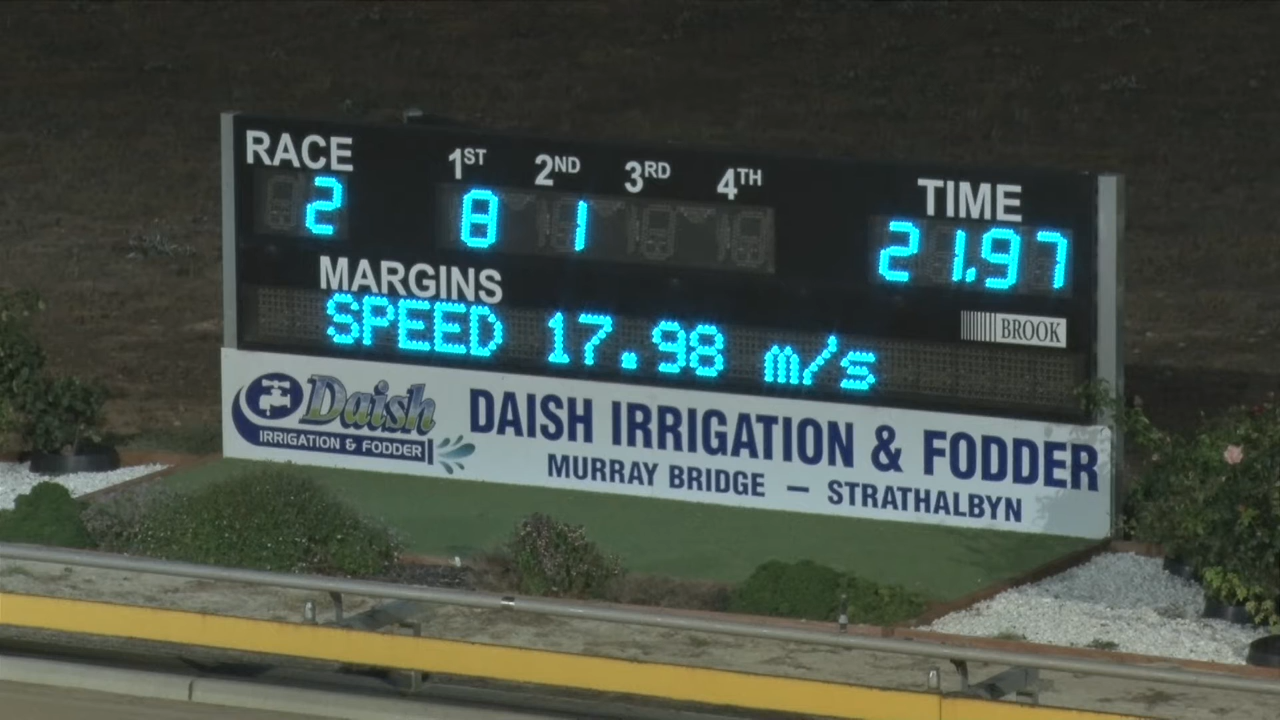 RACE 1ST 2ND 3RD 4TH TIME
2 8 1 21.97
MARGINS
SPEED 17.98 m/s
BROOK
Daish
IRRIGATION & FODDER
DAISH IRRIGATION & FODDER
MURRAY BRIDGE – STRATHALBYN